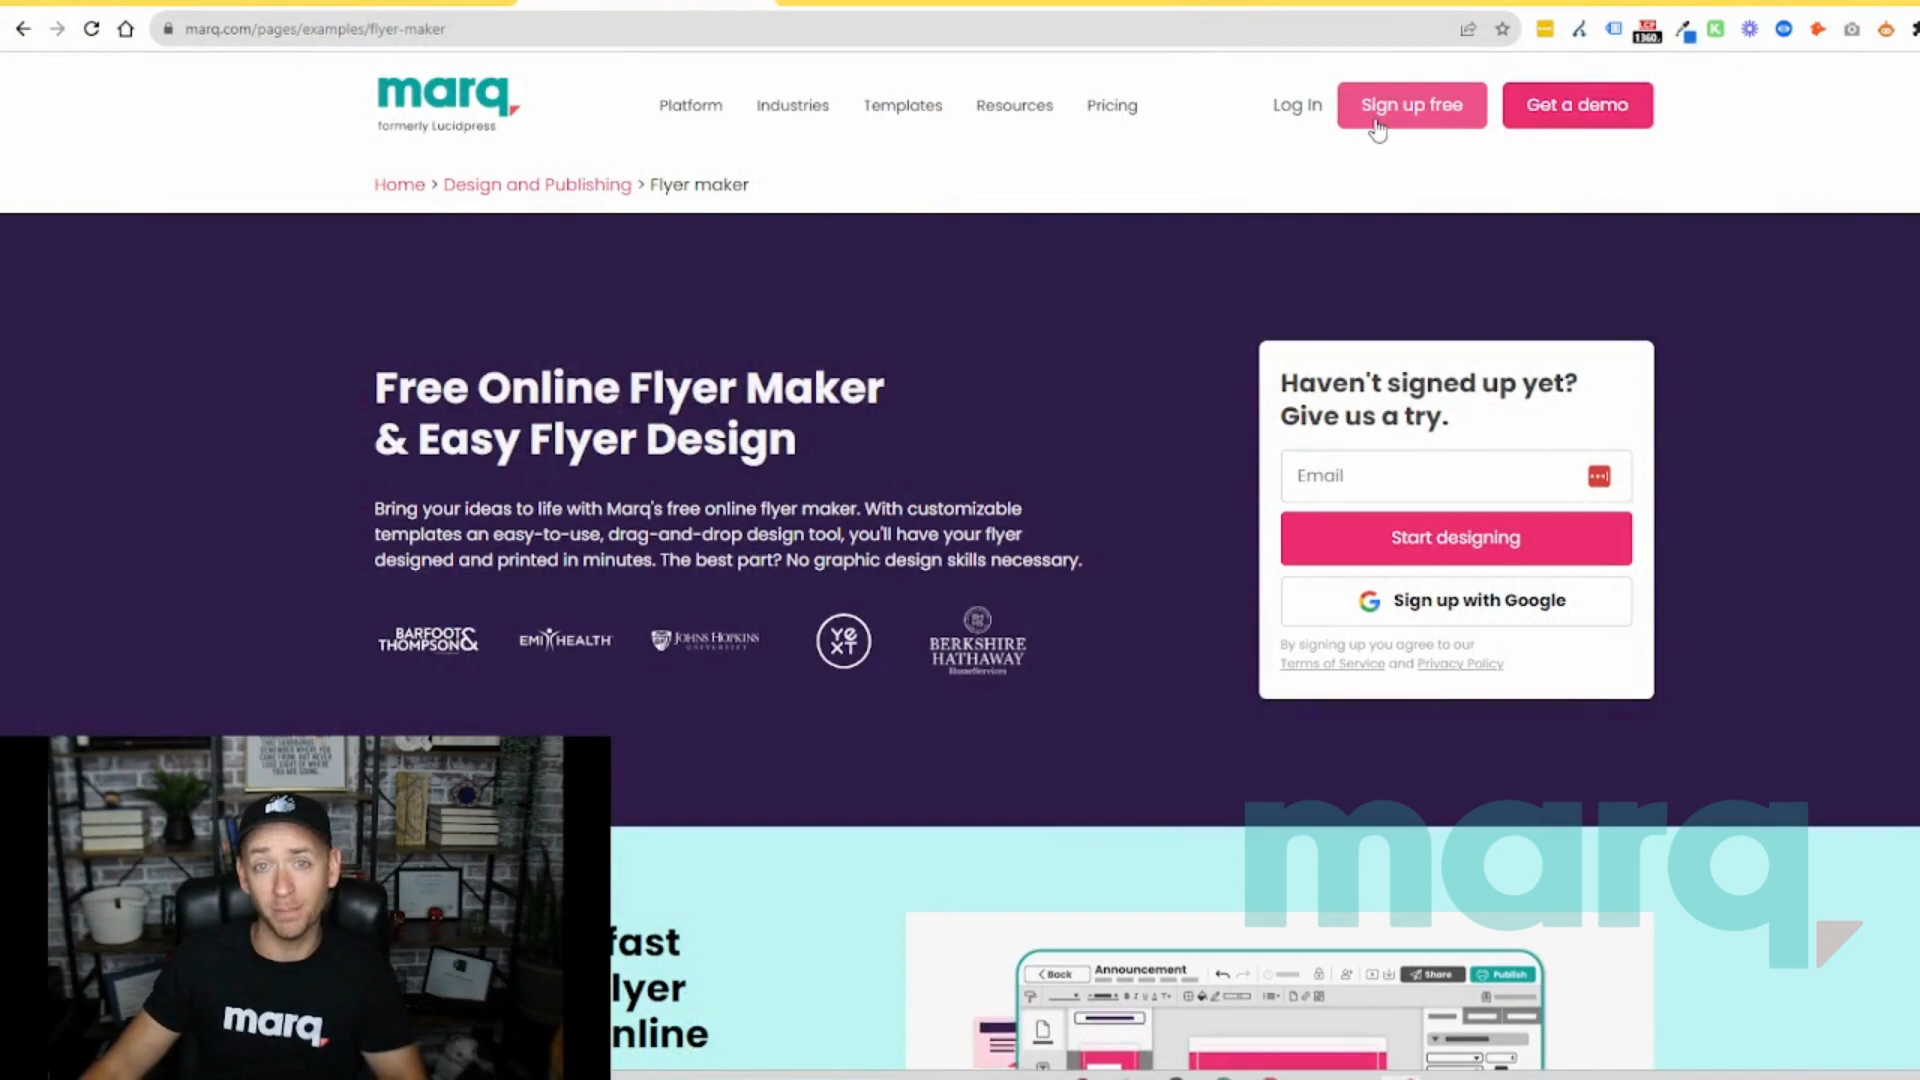 marq.com/pages/examples/flyer-maker
LCP
1360
marq
formerly Lucidpress
Platform
Industries
Templates
Resources
Pricing
Log In
Sign up free
Get a demo
Home > Design and Publishing > Flyer maker
Free Online Flyer Maker
& Easy Flyer Design
Bring your ideas to life with Marq's free online flyer maker. With customizable
templates an easy-to-use, drag-and-drop design tool, you'll have your flyer
designed and printed in minutes. The best part? No graphic design skills necessary.
BARFOOT &
THOMPSON
EMI HEALTH
JOHNS HOPKINS
UNIVERSITY
YEXT
BERKSHIRE
HATHAWAY
HomeServices
Haven't signed up yet?
Give us a try.
Email
Start designing
Sign up with Google
By signing up you agree to our
Terms of Service and Privacy Policy
marq
fast
lyer
nline
Back
Announcement
Share
Publish
marq